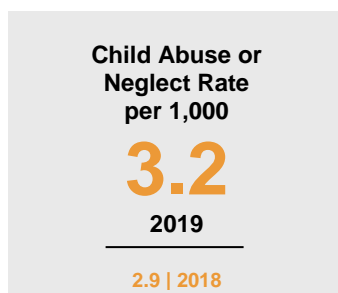 Child Abuse or
Neglect Rate
per 1,000
3.2
2019
2.9 | 2018